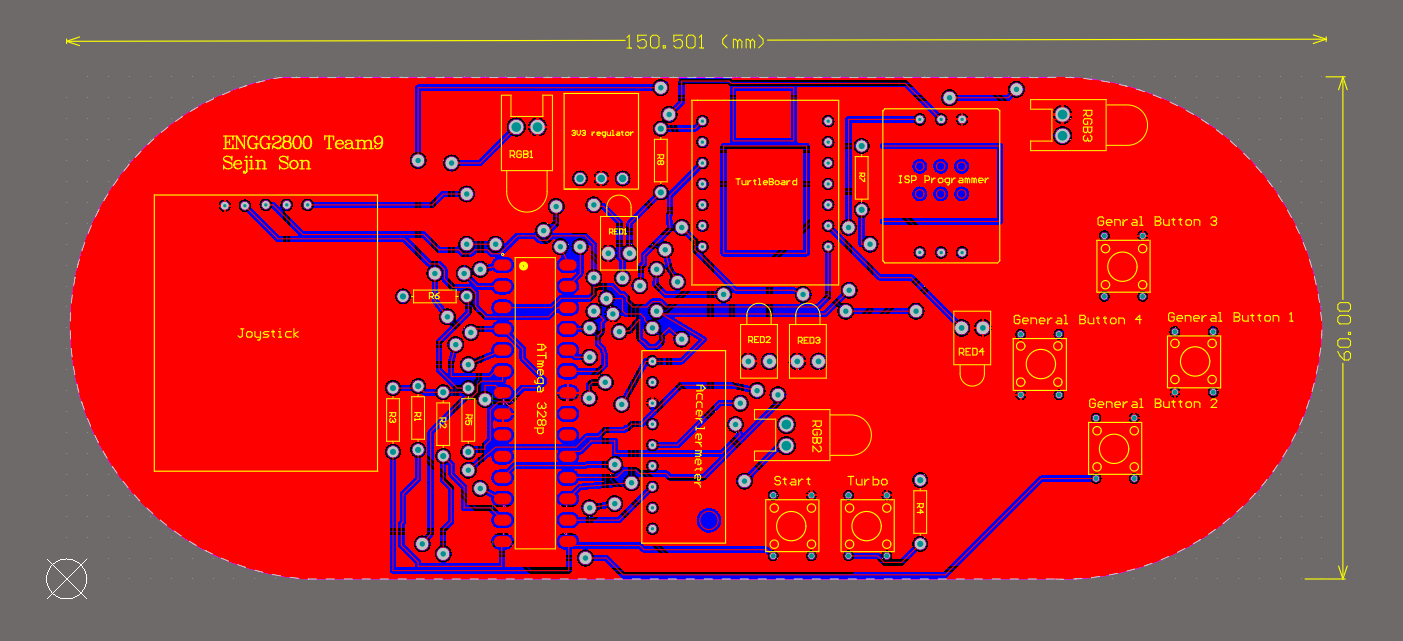 150.501 (mm)
ENGG2800 Team9
Sejin Son
RGB1
3V3 regulator
R8
TurtleBoard
R7
ISP Programmer
RGB3
RED1
Genral Button 3
R6
Joystick
60.00
General Button 4
General Button 1
RED2
RED3
RED4
ATmega 328p
Accerlermeter
General Button 2
R3
R1
R2
R5
RGB2
Start
Turbo
R4